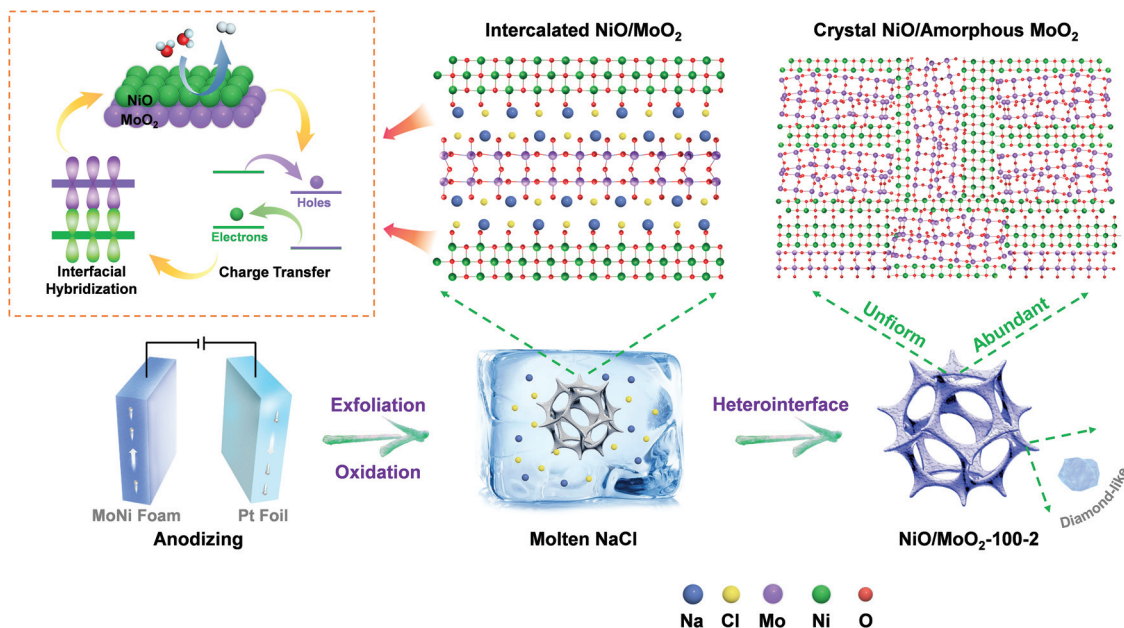 Intercalated NiO/MoO₂
Crystal NiO/Amorphous MoO₂
NiO
MoO₂
Holes
Electrons
Interfacial
Hybridization
Charge Transfer
Unfiorm
Abundant
Exfoliation
Oxidation
Heterointerface
MoNi Foam
Pt Foil
Anodizing
Molten NaCl
NiO/MoO₂-100-2
Diamond-like
Na
Cl
Mo
Ni
O